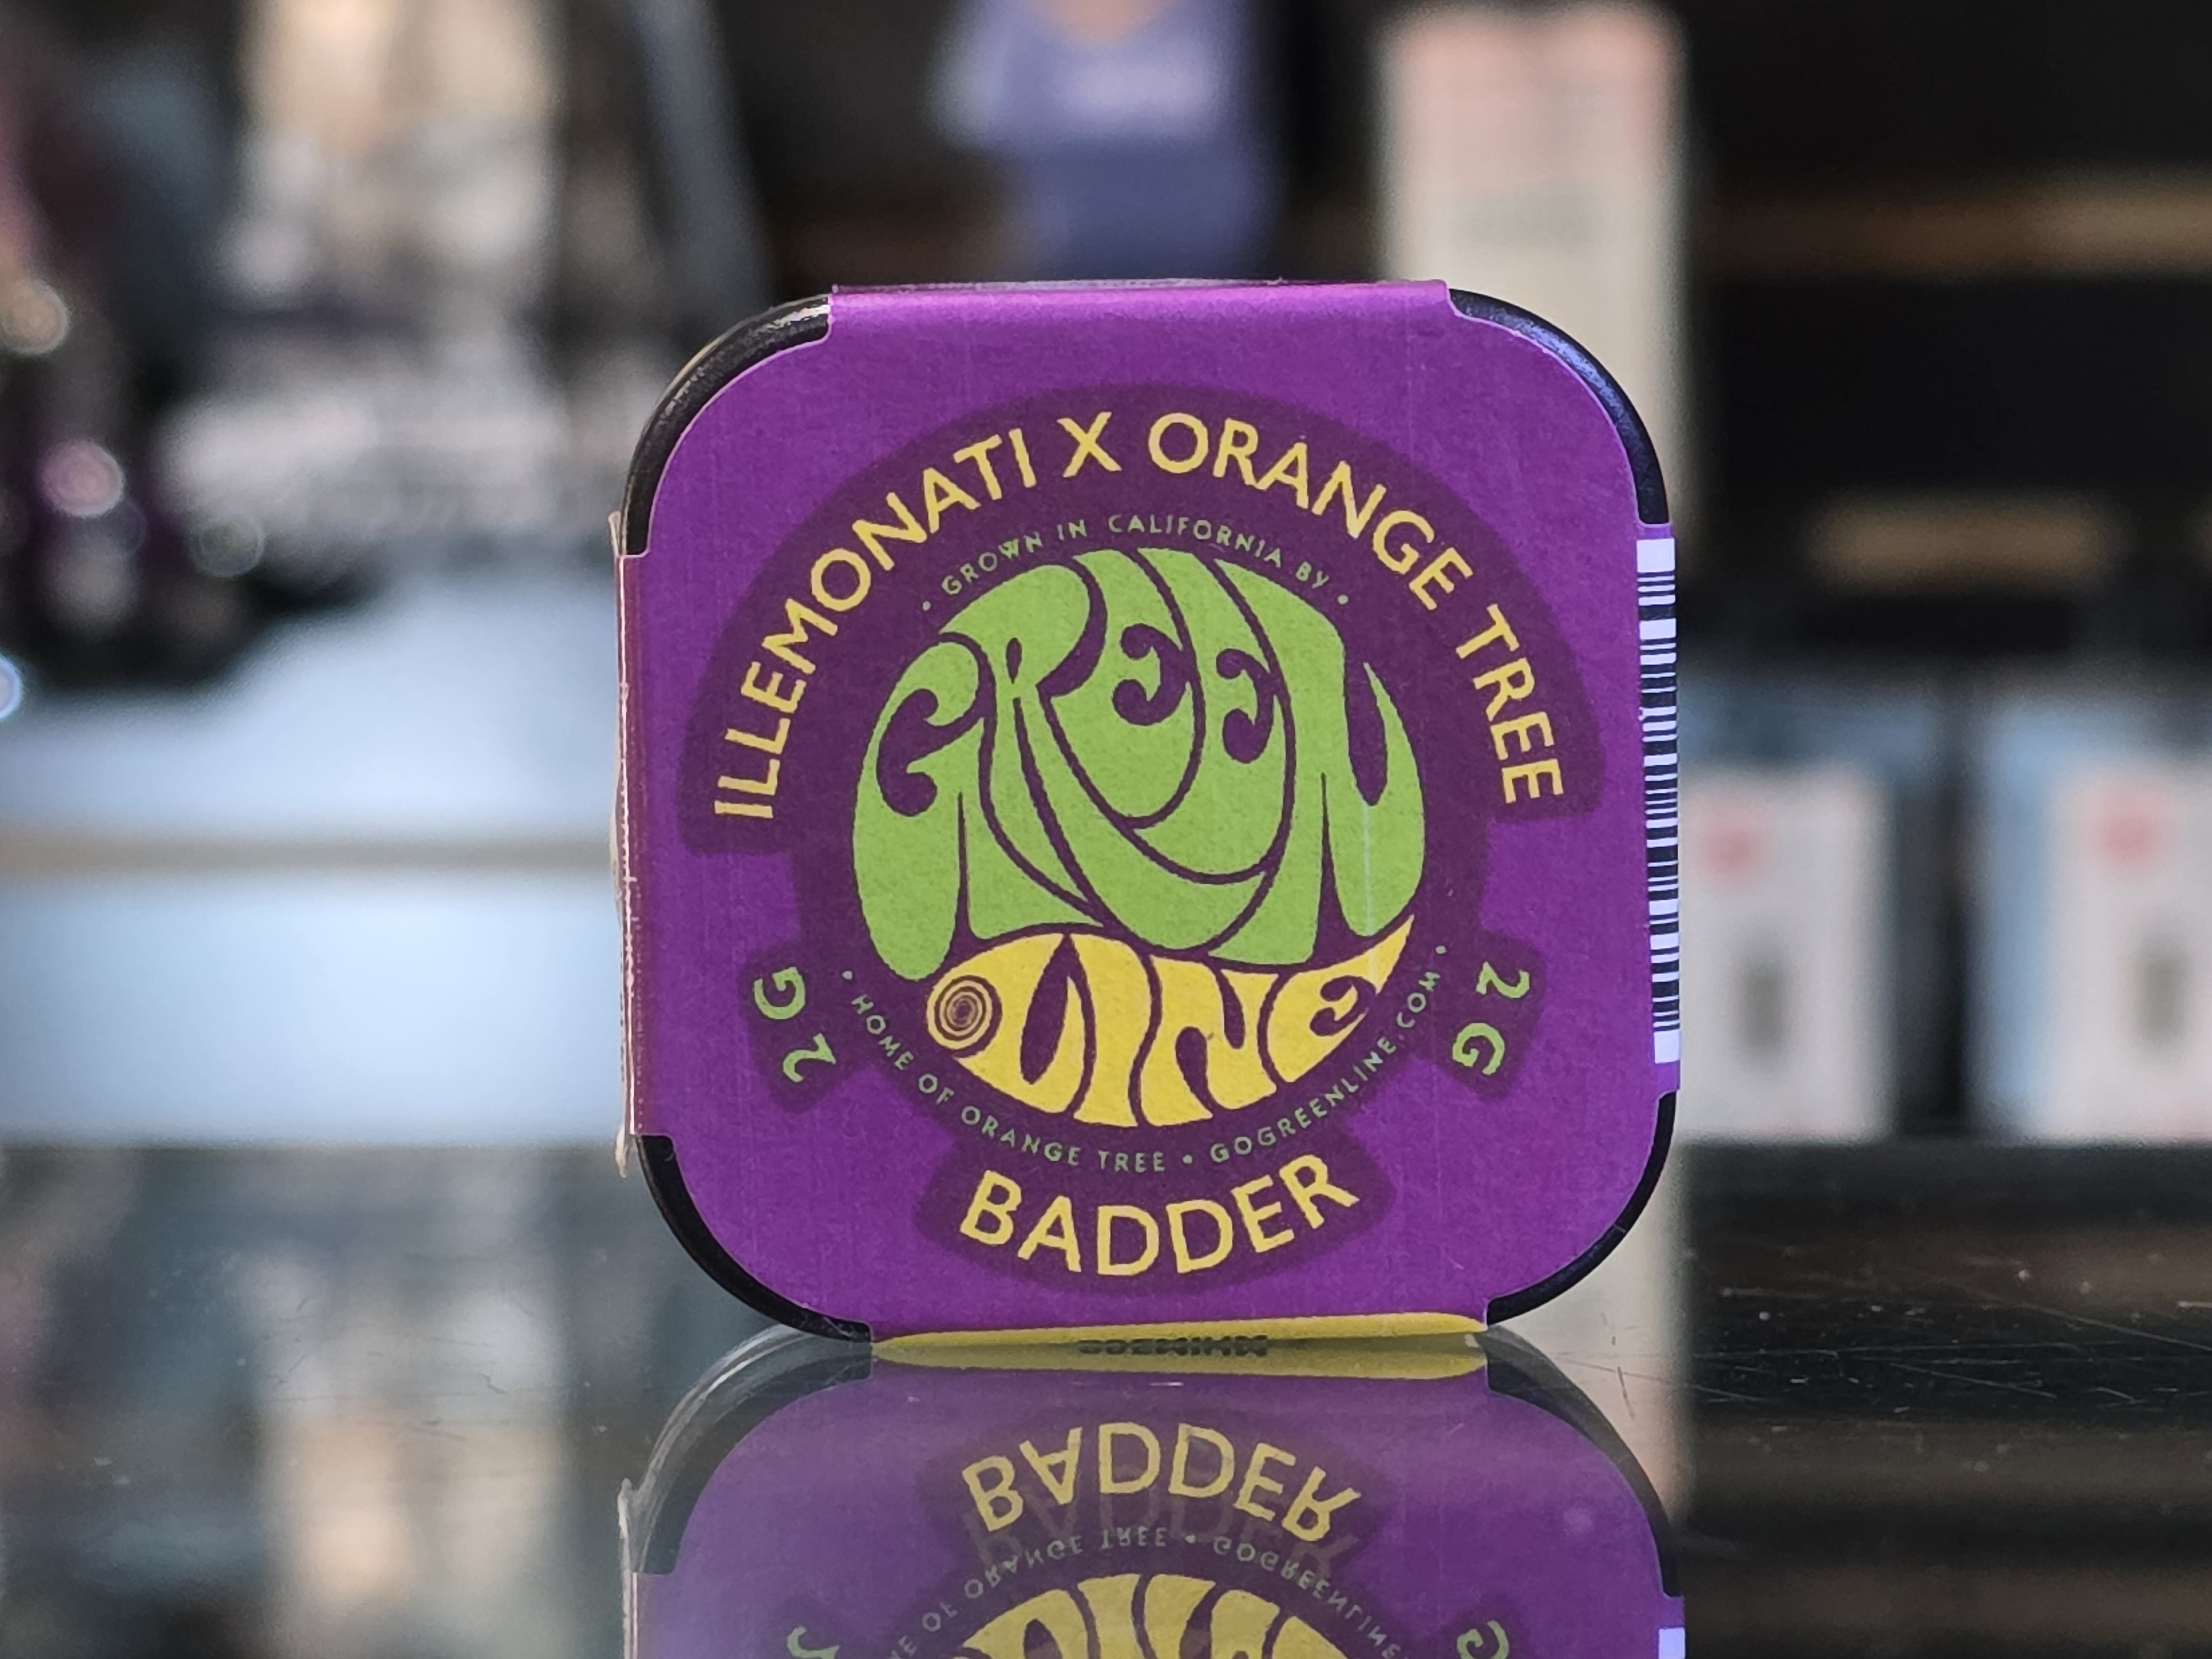 ILLEMONATI X ORANGE TREE
• GROWN IN CALIFORNIA BY •
GREEN
LINE
2G
2G
• HOME OF ORANGE TREE • GOGREENLINE.COM •
BADDER